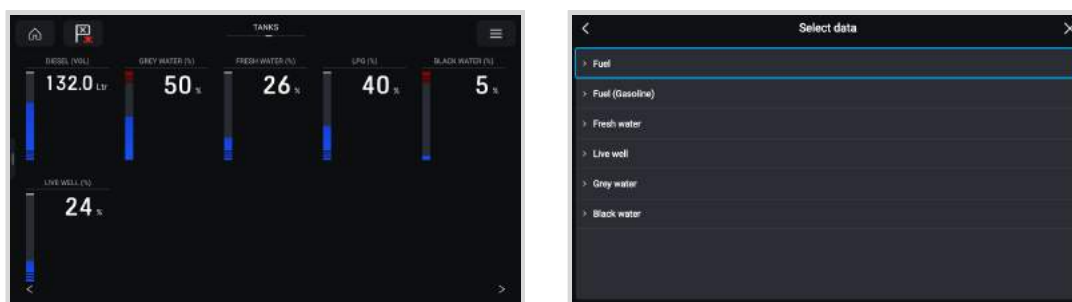 TANKS
DIESEL (VOL) GREY WATER (%) FRESH WATER (%) LPG (%) BLACK WATER (%)
132.0 Ltr 50 % 26 % 40 % 5 %
LIVE WELL (%)
24 %
Select data
Fuel
Fuel (Gasoline)
Fresh water
Live well
Grey water
Black water